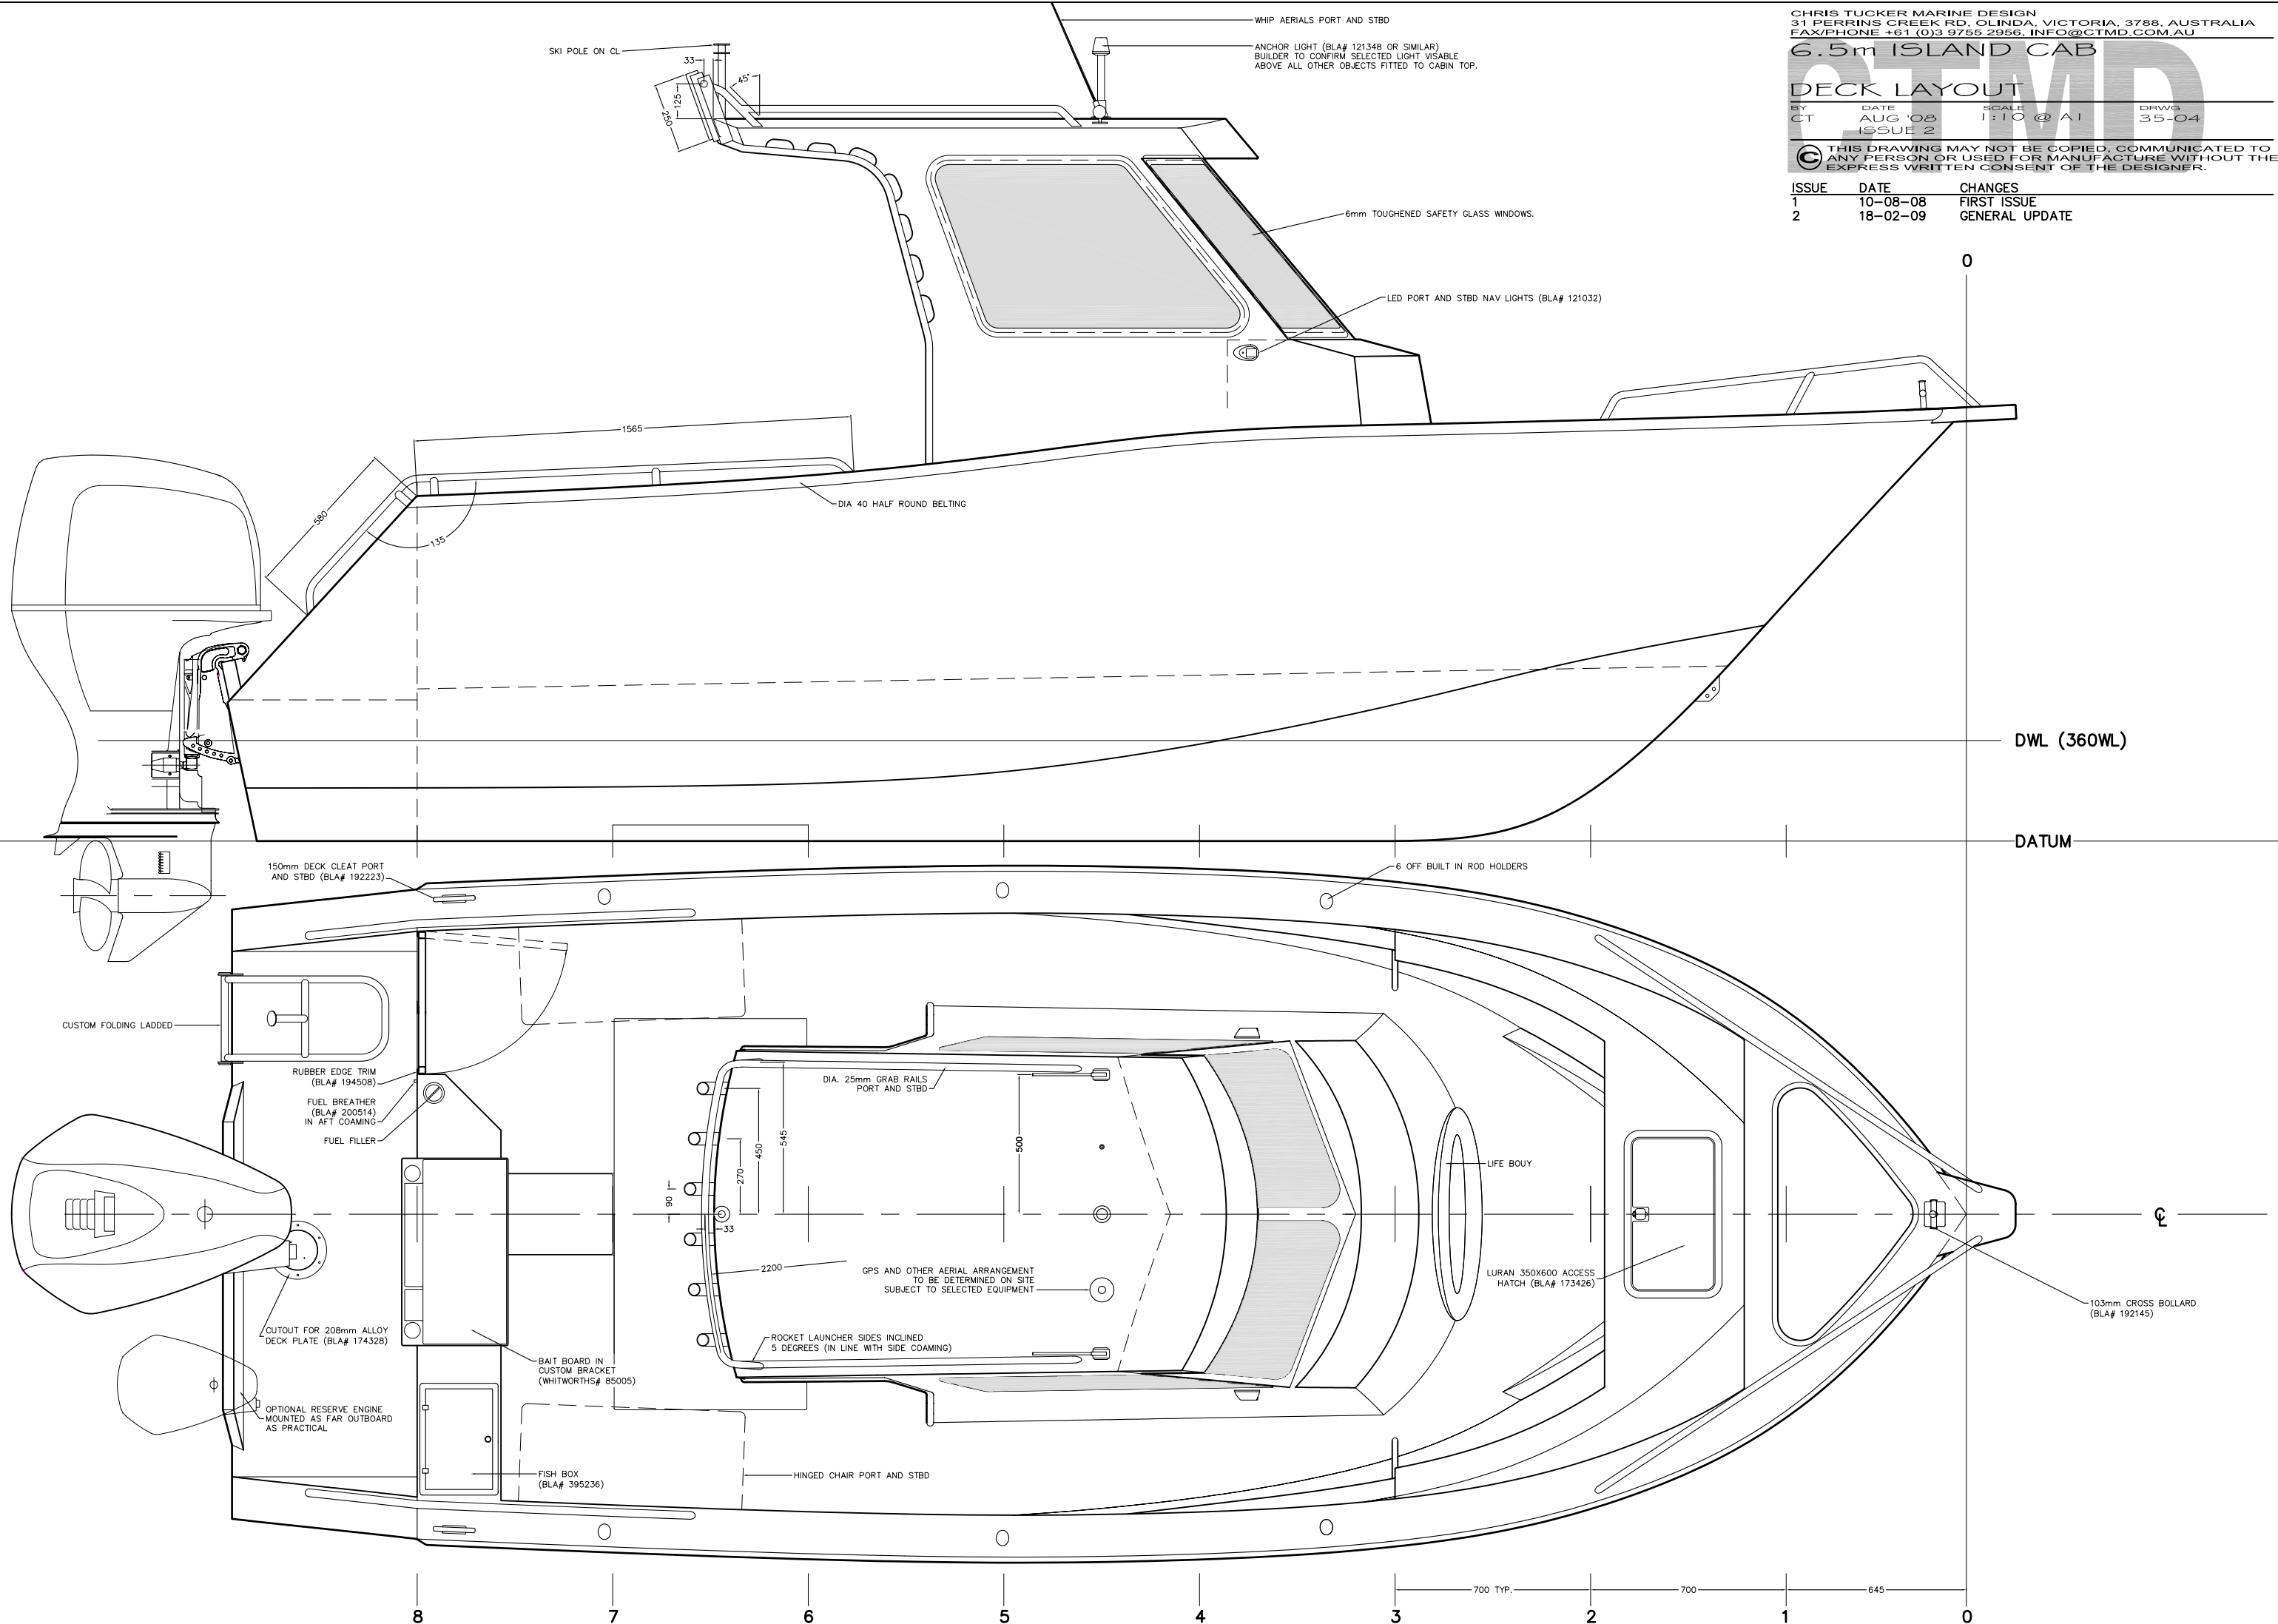 CHRIS TUCKER MARINE DESIGN
31 PERRINS CREEK RD, OLINDA, VICTORIA, 3788, AUSTRALIA
FAX/PHONE +61 (0)3 9755 2956, INFO@CTMD.COM.AU
6.5m ISLAND CAB
CTMD
DECK LAYOUT
BY DATE SCALE DRWG
CT AUG '08 1:10 @ A1 35-04
ISSUE 2
© THIS DRAWING MAY NOT BE COPIED, COMMUNICATED TO
ANY PERSON OR USED FOR MANUFACTURE WITHOUT THE
EXPRESS WRITTEN CONSENT OF THE DESIGNER.
ISSUE DATE CHANGES
1 10-08-08 FIRST ISSUE
2 18-02-09 GENERAL UPDATE
WHIP AERIALS PORT AND STBD
SKI POLE ON CL
ANCHOR LIGHT (BLA# 121348 OR SIMILAR)
BUILDER TO CONFIRM SELECTED LIGHT VISABLE
ABOVE ALL OTHER OBJECTS FITTED TO CABIN TOP.
33
45°
125
250
6mm TOUGHENED SAFETY GLASS WINDOWS.
0
LED PORT AND STBD NAV LIGHTS (BLA# 121032)
1565
DIA 40 HALF ROUND BELTING
580
135
DWL (360WL)
DATUM
150mm DECK CLEAT PORT
AND STBD (BLA# 192223)
6 OFF BUILT IN ROD HOLDERS
CUSTOM FOLDING LADDED
RUBBER EDGE TRIM
(BLA# 194508)
FUEL BREATHER
(BLA# 200514)
IN AFT COAMING
FUEL FILLER
DIA. 25mm GRAB RAILS
PORT AND STBD
545
450
270
90
33
500
2200
LIFE BOUY
GPS AND OTHER AERIAL ARRANGEMENT
TO BE DETERMINED ON SITE
SUBJECT TO SELECTED EQUIPMENT
LURAN 350X600 ACCESS
HATCH (BLA# 173426)
℄
103mm CROSS BOLLARD
(BLA# 192145)
CUTOUT FOR 208mm ALLOY
DECK PLATE (BLA# 174328)
ROCKET LAUNCHER SIDES INCLINED
5 DEGREES (IN LINE WITH SIDE COAMING)
BAIT BOARD IN
CUSTOM BRACKET
(WHITWORTHS# 85005)
OPTIONAL RESERVE ENGINE
MOUNTED AS FAR OUTBOARD
AS PRACTICAL
FISH BOX
(BLA# 395236)
HINGED CHAIR PORT AND STBD
700 TYP.
700
645
8 7 6 5 4 3 2 1 0